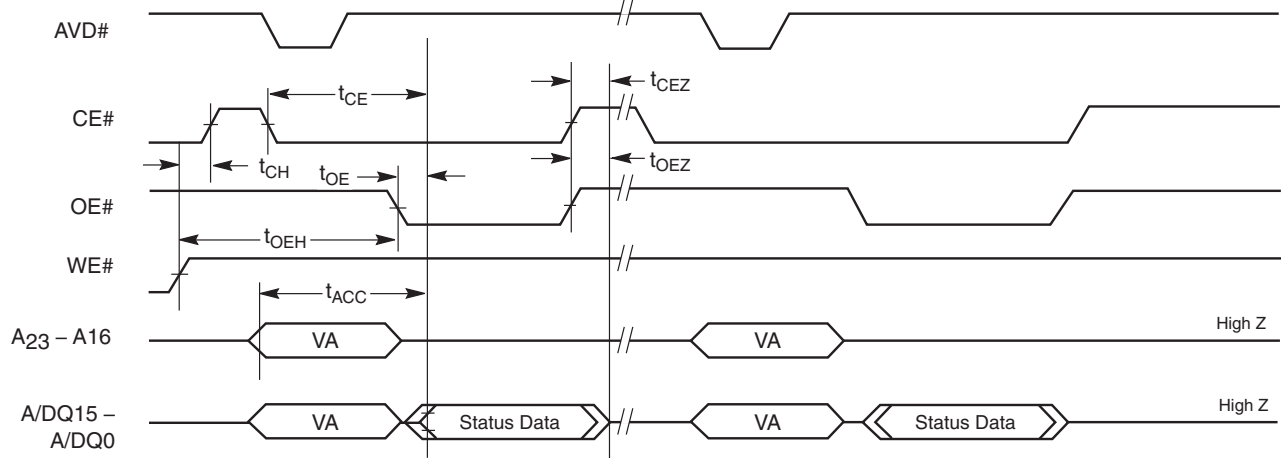 AVD#
tCE
tCEZ
CE#
tCH
tOE
tOEZ
OE#
tOEH
WE#
tACC
A23 – A16
VA
VA
High Z
A/DQ15 –
A/DQ0
VA
Status Data
VA
Status Data
High Z